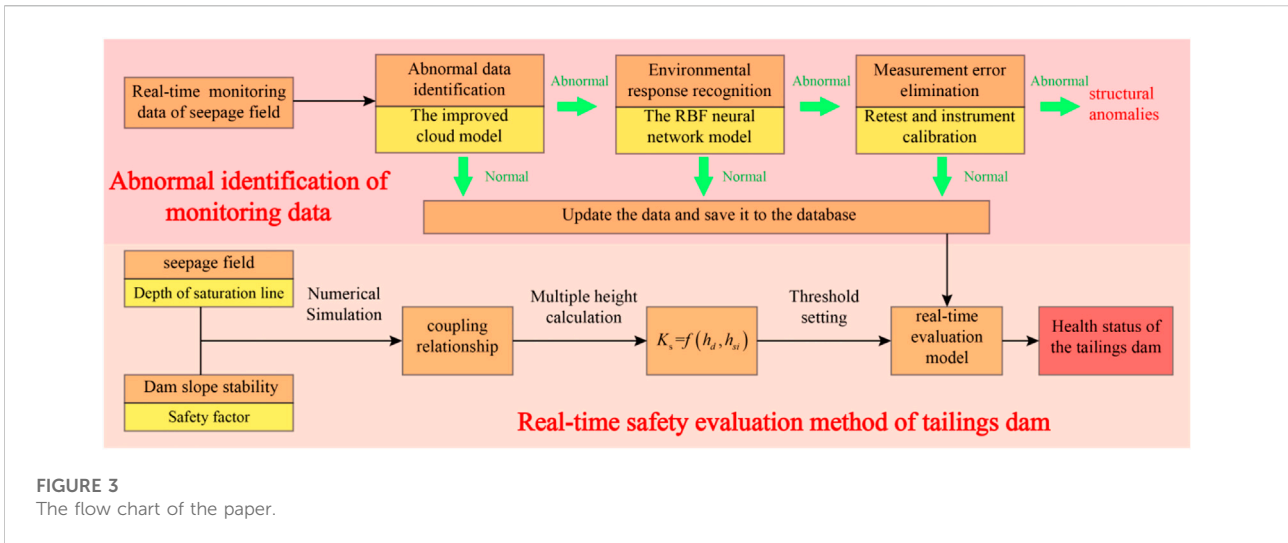 Real-time monitoring
data of seepage field
Abnormal data
identification
The improved
cloud model
Abnormal
Environmental
response recognition
The RBF neural
network model
Abnormal
Measurement error
elimination
Retest and instrument
calibration
Abnormal
structural
anomalies
Normal
Normal
Normal
Abnormal identification of
monitoring data
Update the data and save it to the database
seepage field
Depth of saturation line
Dam slope stability
Safety factor
Numerical
Simulation
coupling
relationship
Multiple height
calculation
Kₛ=f(h_d, h_si)
Threshold
setting
real-time
evaluation
model
Health status of
the tailings dam
Real-time safety evaluation method of tailings dam
FIGURE 3
The flow chart of the paper.